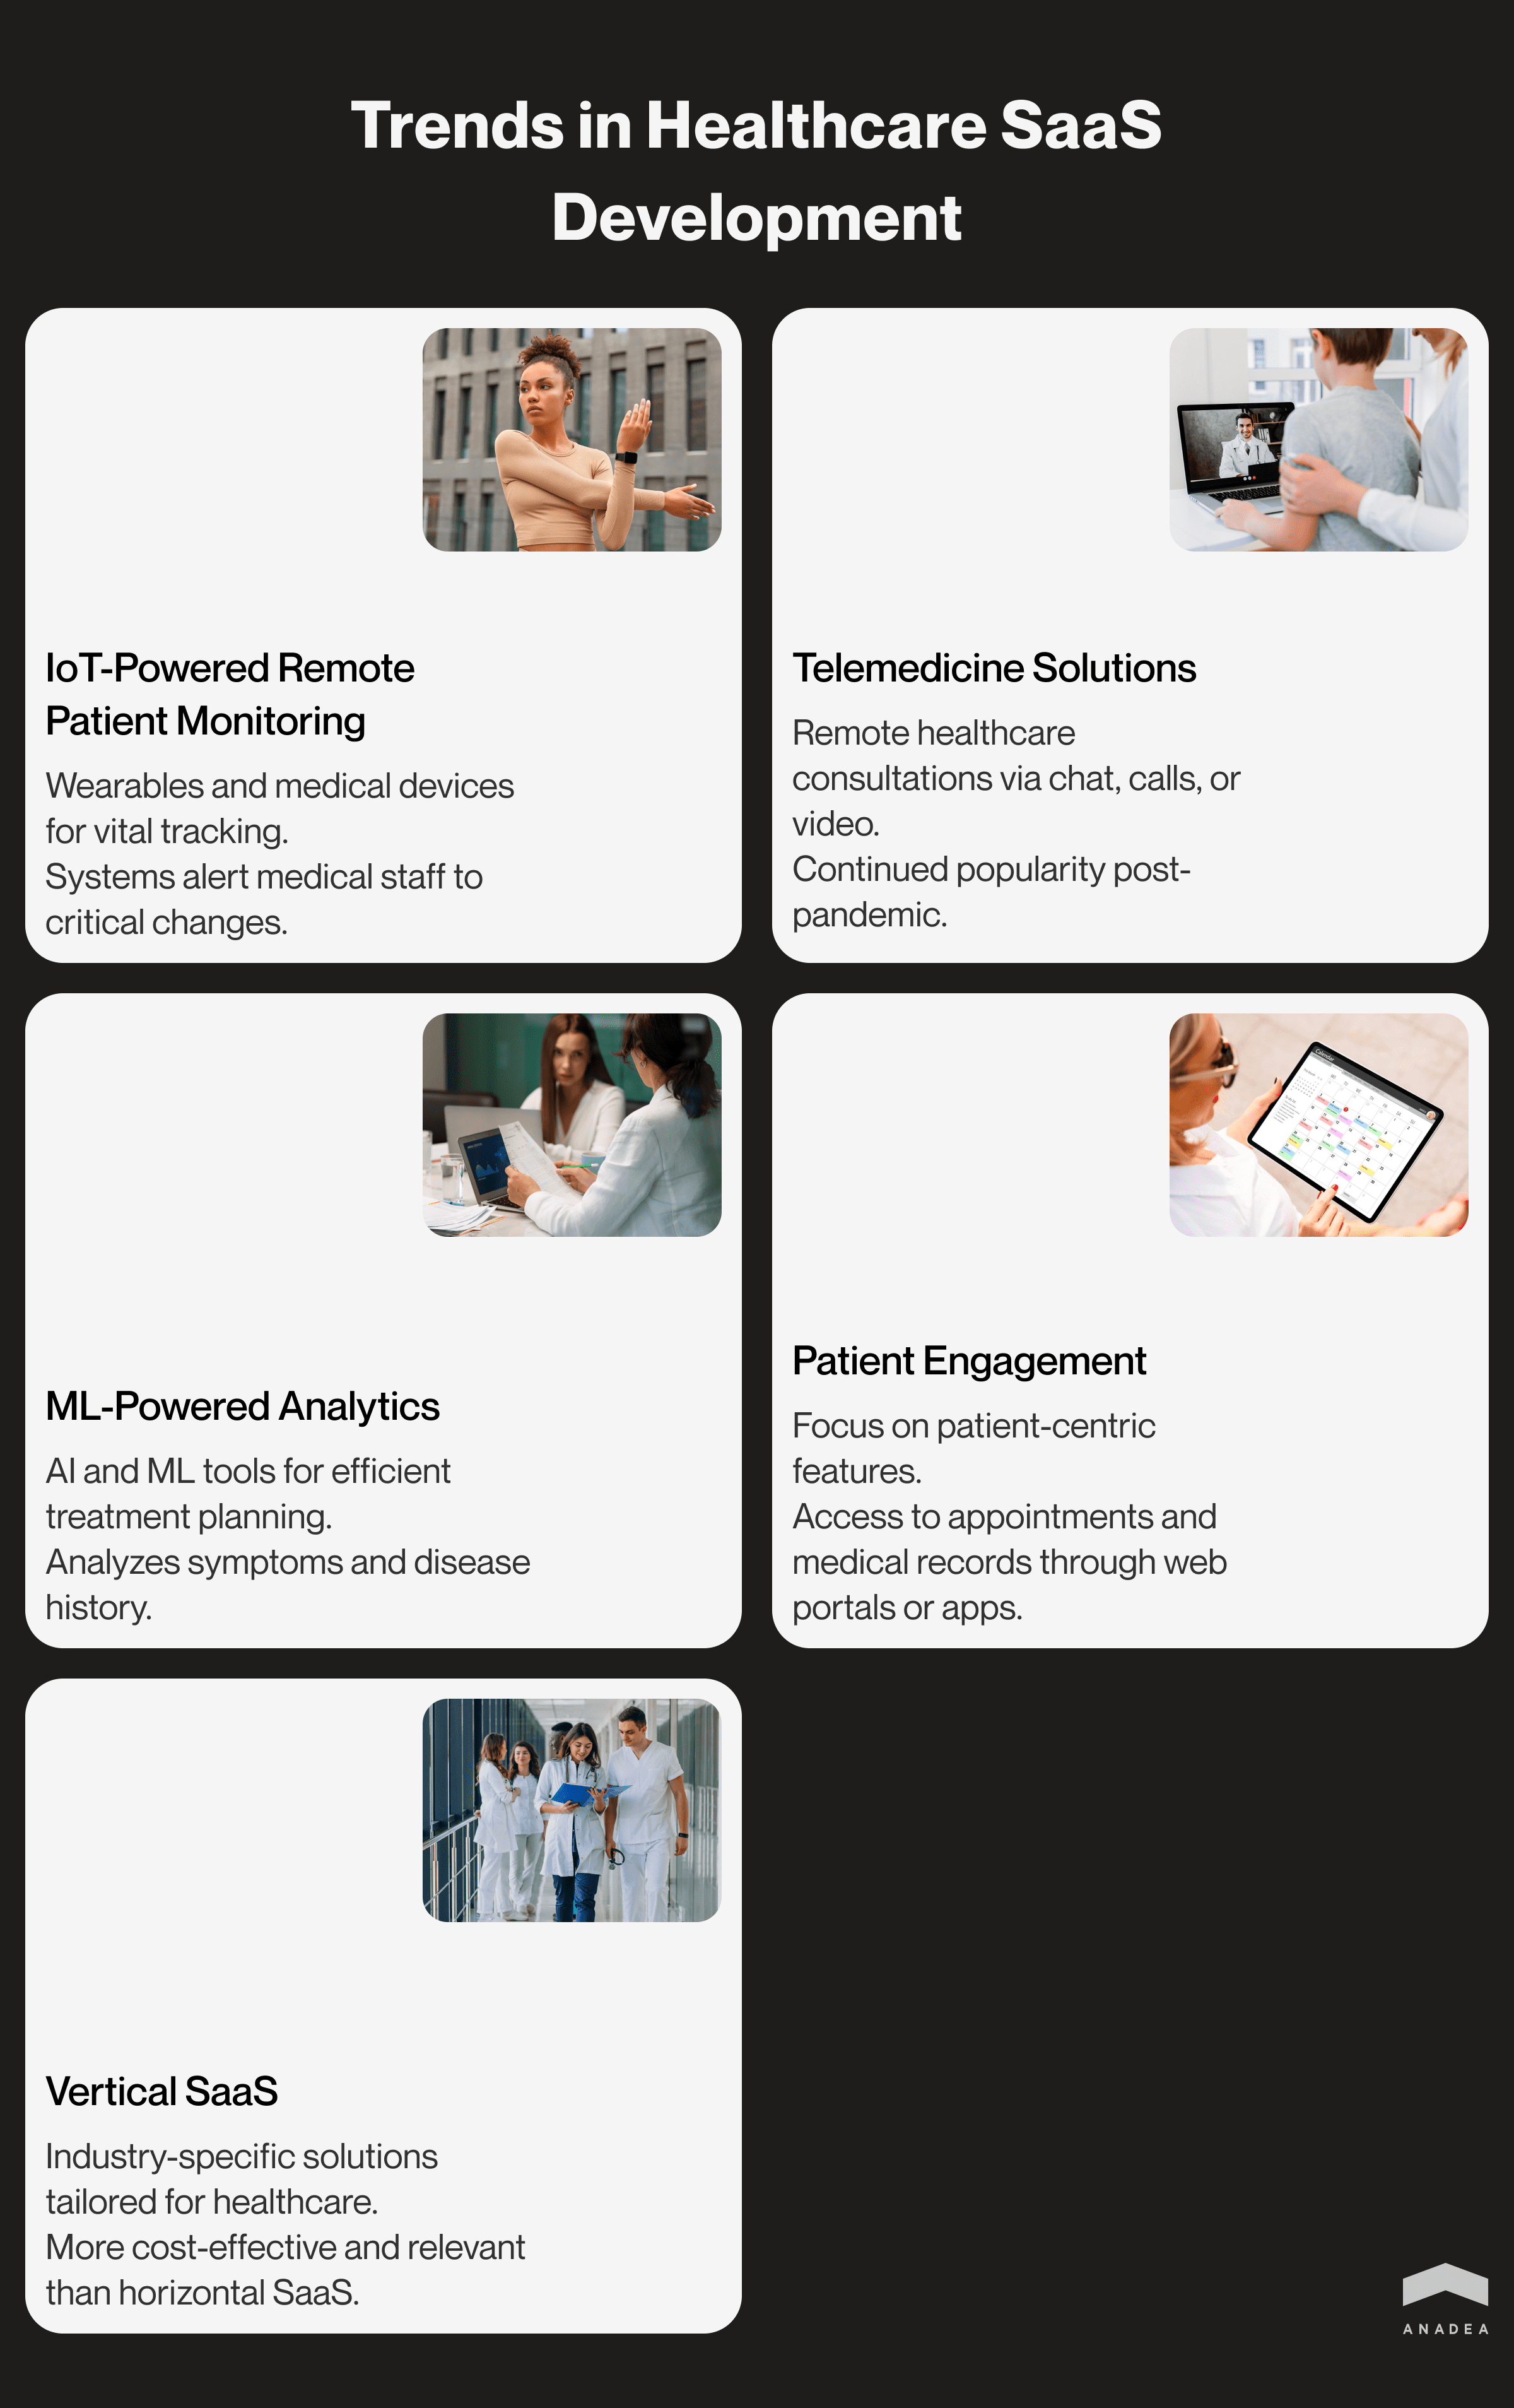 Trends in Healthcare SaaS
Development
IoT-Powered Remote
Patient Monitoring
Wearables and medical devices
for vital tracking.
Systems alert medical staff to
critical changes.
Telemedicine Solutions
Remote healthcare
consultations via chat, calls, or
video.
Continued popularity post-
pandemic.
ML-Powered Analytics
AI and ML tools for efficient
treatment planning.
Analyzes symptoms and disease
history.
Calendar
Patient Engagement
Focus on patient-centric
features.
Access to appointments and
medical records through web
portals or apps.
Vertical SaaS
Industry-specific solutions
tailored for healthcare.
More cost-effective and relevant
than horizontal SaaS.
ANADEA